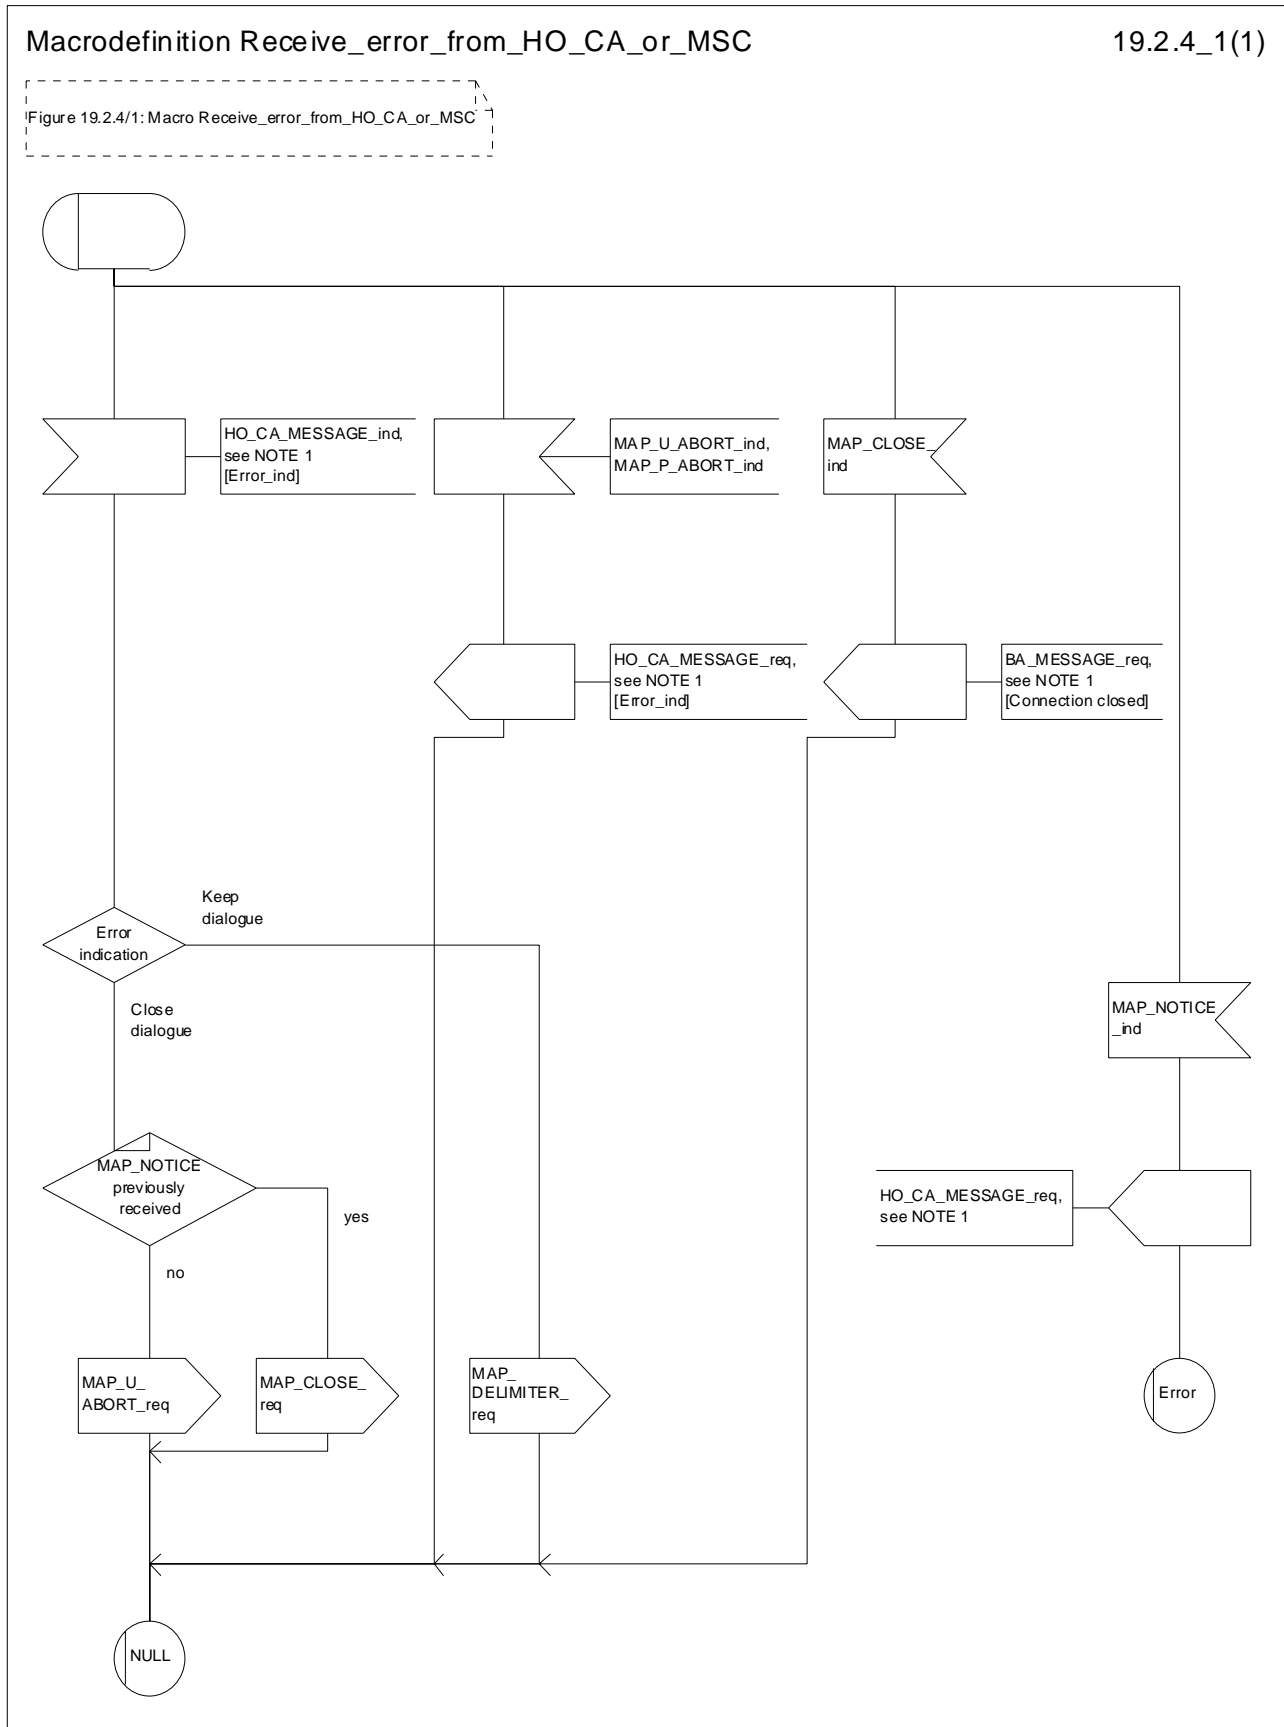 Macrodefinition Receive_error_from_HO_CA_or_MSC 19.2.4_1(1)
Figure 19.2.4/1: Macro Receive_error_from_HO_CA_or_MSC
HO_CA_MESSAGE_ind,
see NOTE 1
[Error_ind]
MAP_U_ABORT_ind,
MAP_P_ABORT_ind
MAP_CLOSE_
ind
HO_CA_MESSAGE_req,
see NOTE 1
[Error_ind]
BA_MESSAGE_req,
see NOTE 1
[Connection closed]
Keep
dialogue
Error
indication
Close
dialogue
MAP_NOTICE
_ind
MAP_NOTICE
previously
received
yes
no
HO_CA_MESSAGE_req,
see NOTE 1
MAP_U_
ABORT_req
MAP_CLOSE_
req
MAP_
DELIMITER_
req
Error
NULL